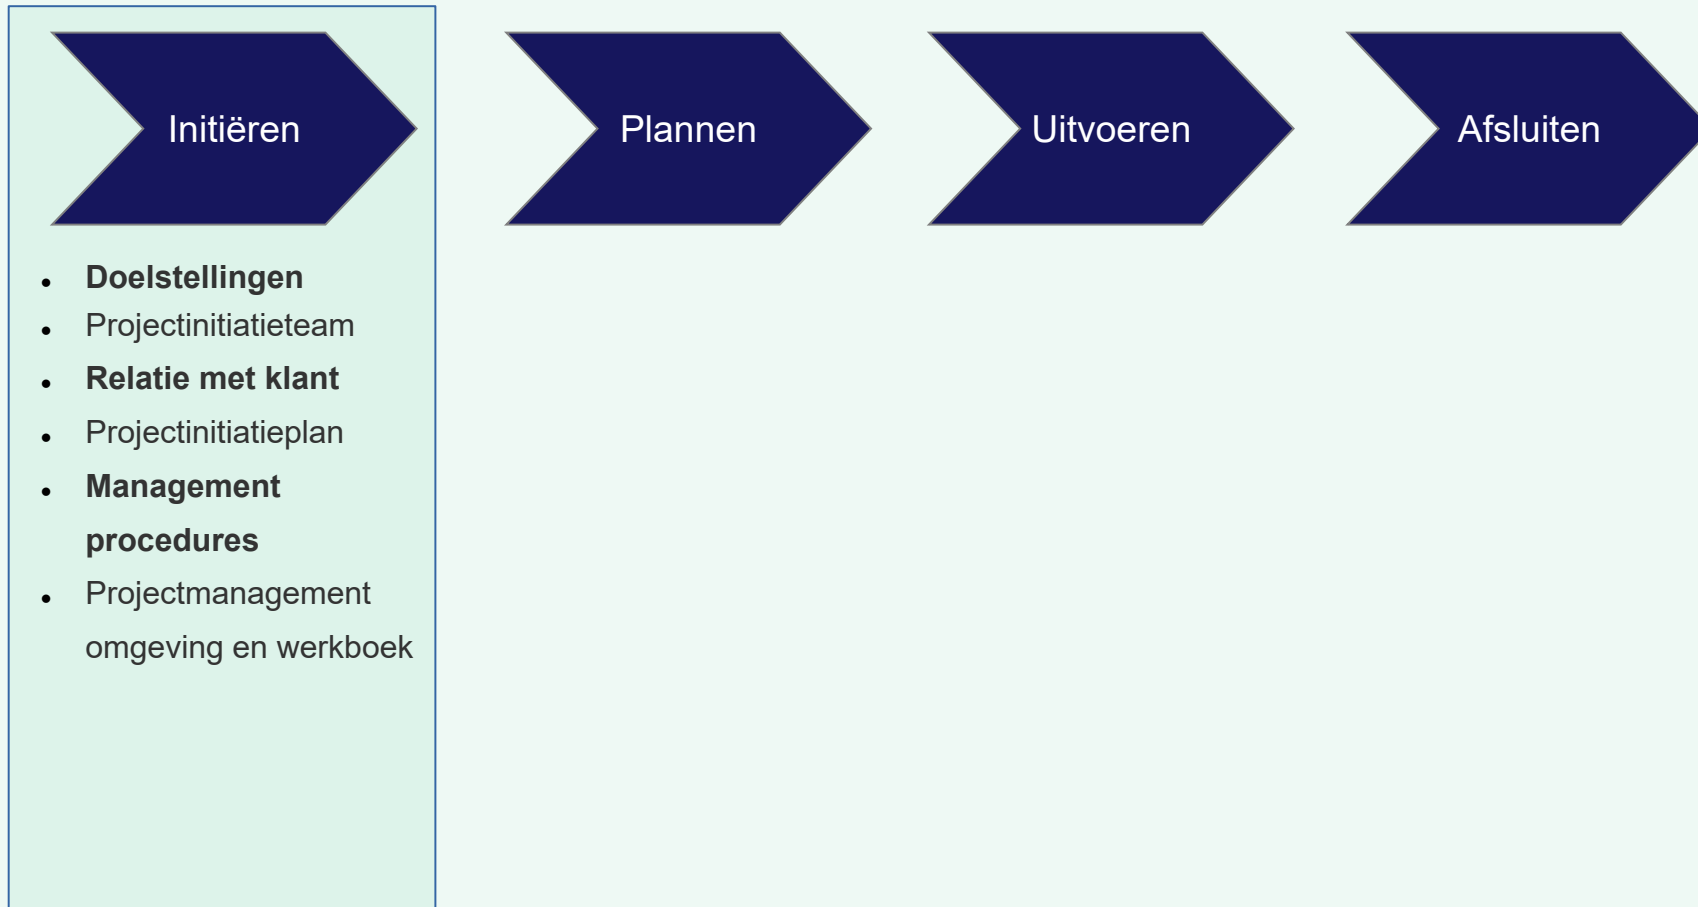 Initiëren
Plannen
Uitvoeren
Afsluiten
Doelstellingen
Projectinitiatieteam
Relatie met klant
Projectinitiatieplan
Management
procedures
Projectmanagement
omgeving en werkboek